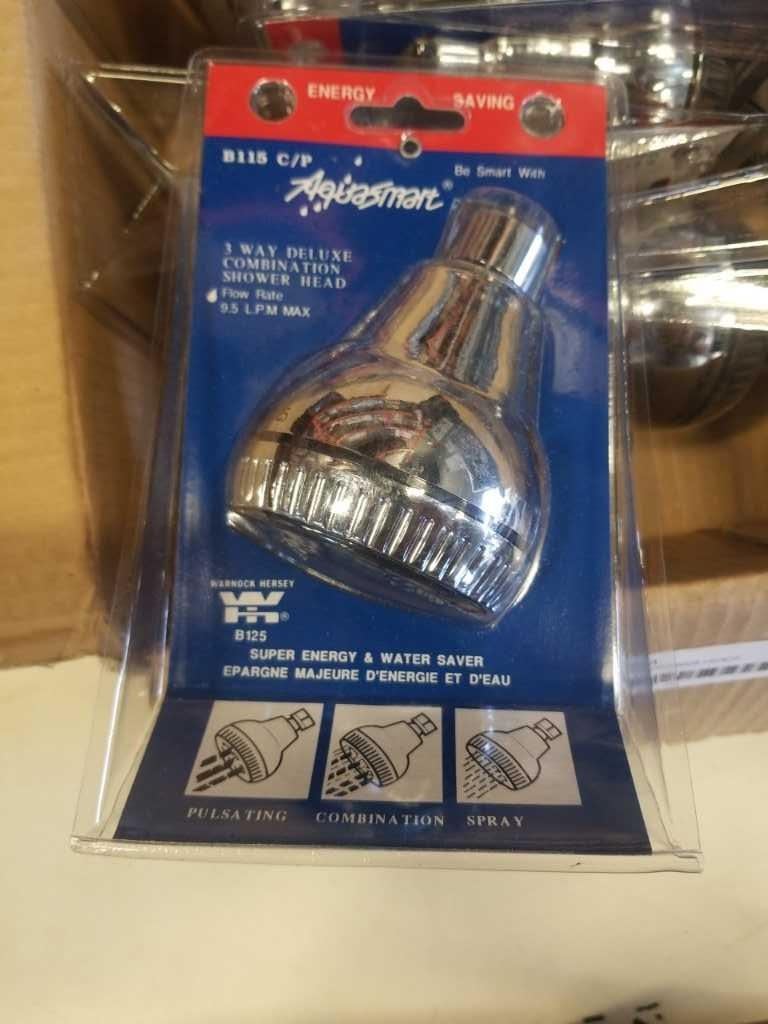 ENERGY SAVING
B115 C/P
Be Smart With
Aquasmart®
3 WAY DELUXE
COMBINATION
SHOWER HEAD
Flow Rate
9.5 L.P.M MAX
WARNOCK HERSEY
WH®
B125
SUPER ENERGY & WATER SAVER
EPARGNE MAJEURE D'ENERGIE ET D'EAU
PULSATING COMBINATION SPRAY